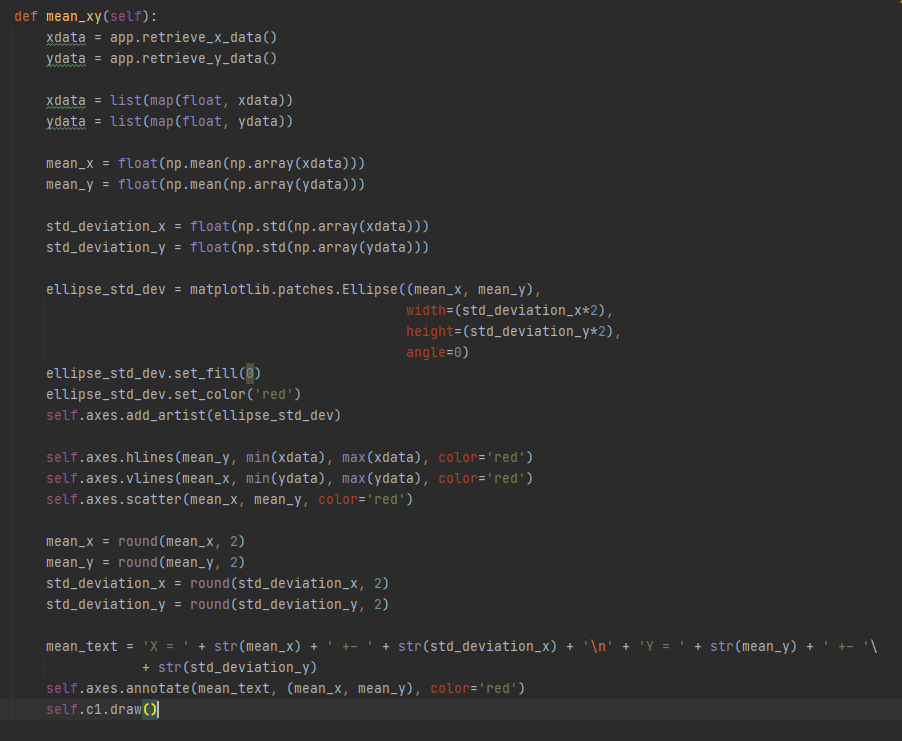 def mean_xy(self):
    xdata = app.retrieve_x_data()
    ydata = app.retrieve_y_data()

    xdata = list(map(float, xdata))
    ydata = list(map(float, ydata))

    mean_x = float(np.mean(np.array(xdata)))
    mean_y = float(np.mean(np.array(ydata)))

    std_deviation_x = float(np.std(np.array(xdata)))
    std_deviation_y = float(np.std(np.array(ydata)))

    ellipse_std_dev = matplotlib.patches.Ellipse((mean_x, mean_y),
                                                 width=(std_deviation_x*2),
                                                 height=(std_deviation_y*2),
                                                 angle=0)
    ellipse_std_dev.set_fill(0)
    ellipse_std_dev.set_color('red')
    self.axes.add_artist(ellipse_std_dev)

    self.axes.hlines(mean_y, min(xdata), max(xdata), color='red')
    self.axes.vlines(mean_x, min(ydata), max(ydata), color='red')
    self.axes.scatter(mean_x, mean_y, color='red')

    mean_x = round(mean_x, 2)
    mean_y = round(mean_y, 2)
    std_deviation_x = round(std_deviation_x, 2)
    std_deviation_y = round(std_deviation_y, 2)

    mean_text = 'X = ' + str(mean_x) + ' +- ' + str(std_deviation_x) + '\n' + 'Y = ' + str(mean_y) + ' +- '\
                + str(std_deviation_y)
    self.axes.annotate(mean_text, (mean_x, mean_y), color='red')
    self.c1.draw()